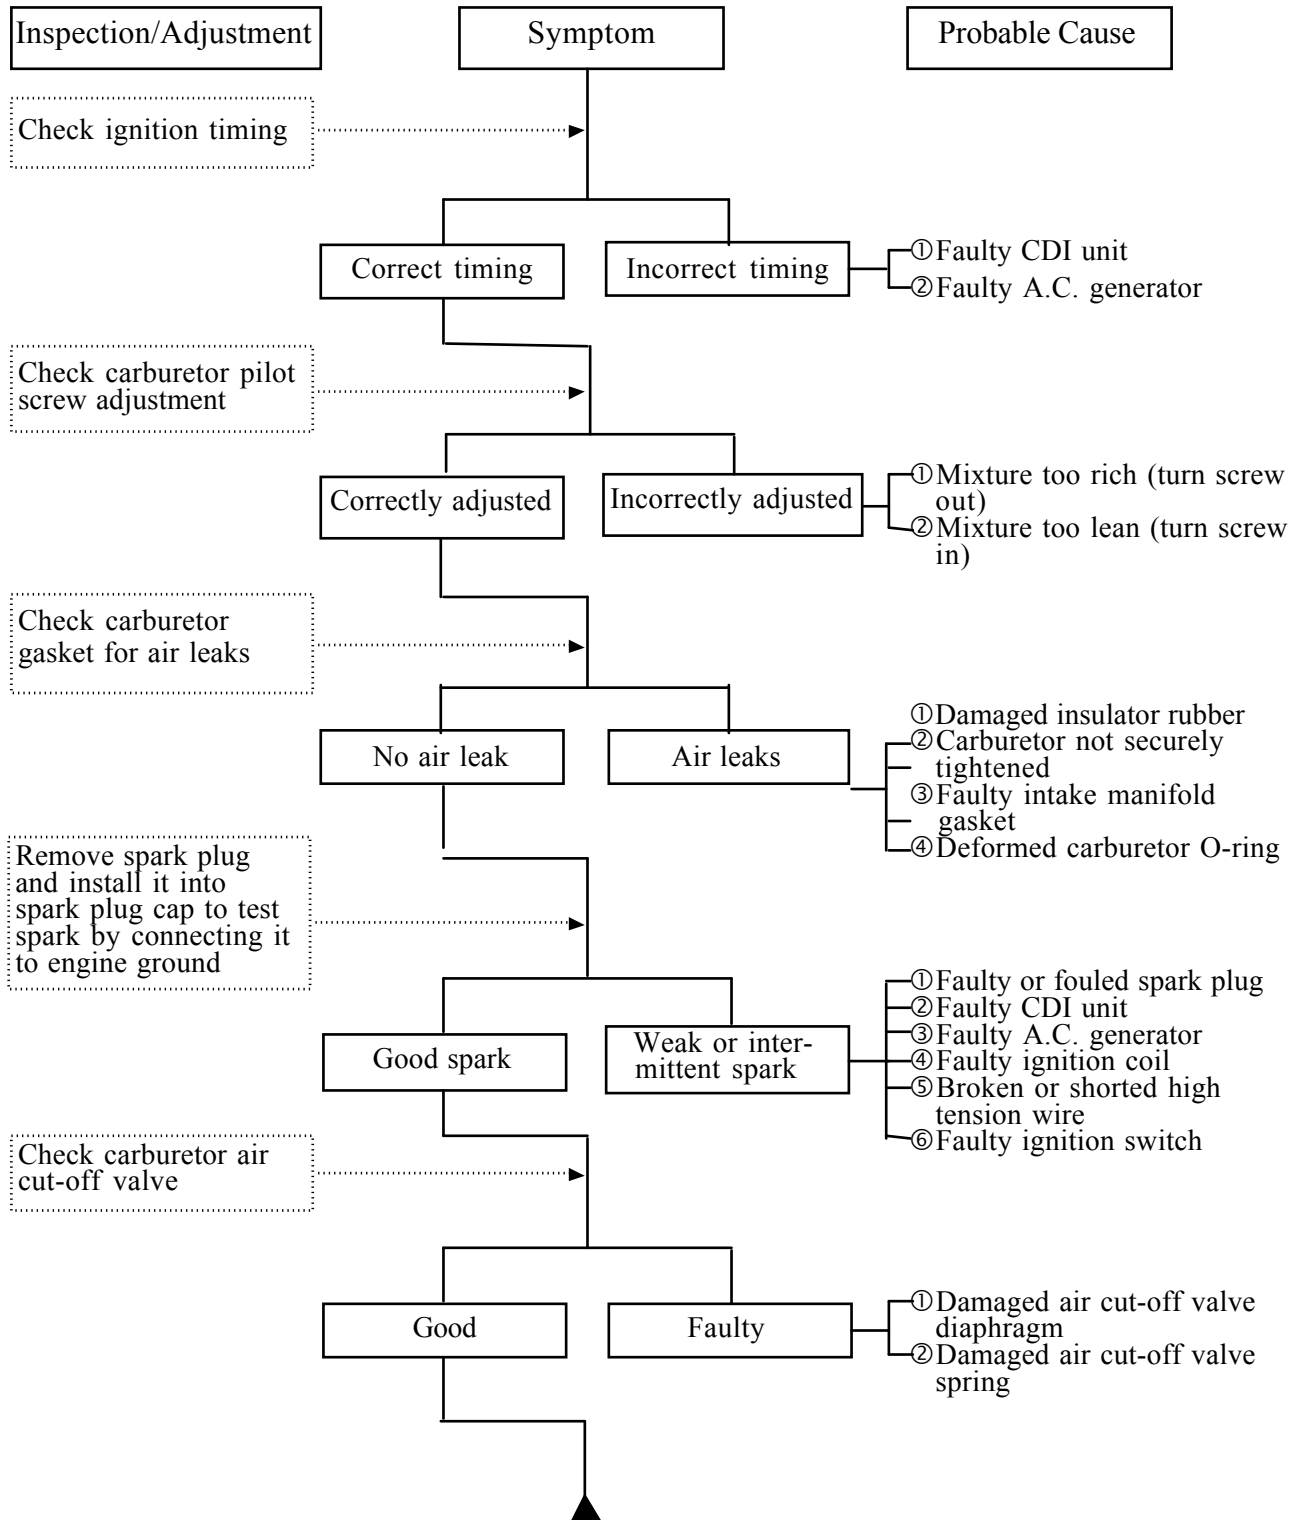 Inspection/Adjustment
Symptom
Probable Cause
Check ignition timing
Correct timing
Incorrect timing
①Faulty CDI unit
②Faulty A.C. generator
Check carburetor pilot
screw adjustment
Correctly adjusted
Incorrectly adjusted
①Mixture too rich (turn screw
out)
②Mixture too lean (turn screw
in)
Check carburetor
gasket for air leaks
No air leak
Air leaks
①Damaged insulator rubber
②Carburetor not securely
tightened
③Faulty intake manifold
gasket
④Deformed carburetor O-ring
Remove spark plug
and install it into
spark plug cap to test
spark by connecting it
to engine ground
Good spark
Weak or inter-
mittent spark
①Faulty or fouled spark plug
②Faulty CDI unit
③Faulty A.C. generator
④Faulty ignition coil
⑤Broken or shorted high
tension wire
⑥Faulty ignition switch
Check carburetor air
cut-off valve
Good
Faulty
①Damaged air cut-off valve
diaphragm
②Damaged air cut-off valve
spring